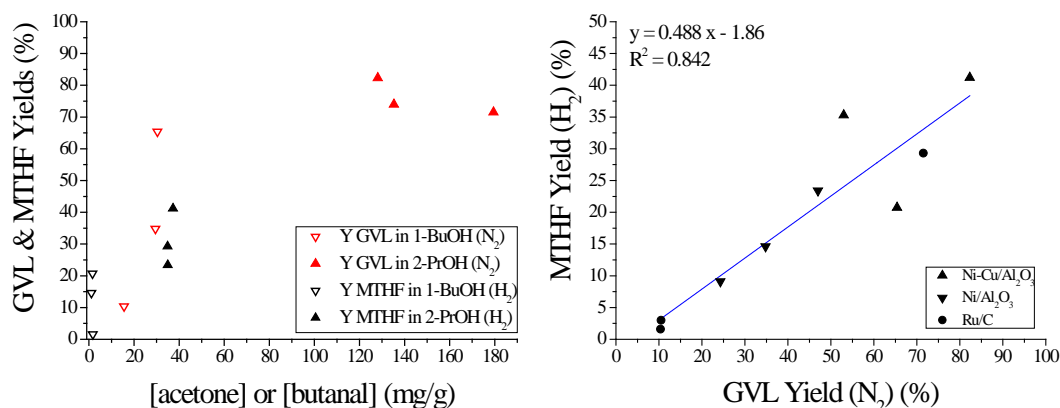 GVL & MTHF Yields (%)
100
90
80
70
60
50
40
30
20
10
0
Y GVL in 1-BuOH (N₂)
Y GVL in 2-PrOH (N₂)
Y MTHF in 1-BuOH (H₂)
Y MTHF in 2-PrOH (H₂)
0 20 40 60 80 100 120 140 160 180
[acetone] or [butanal] (mg/g)
MTHF Yield (H₂) (%)
50
45
40
35
30
25
20
15
10
5
0
y = 0.488 x - 1.86
R² = 0.842
Ni-Cu/Al₂O₃
Ni/Al₂O₃
Ru/C
0 10 20 30 40 50 60 70 80 90 100
GVL Yield (N₂) (%)